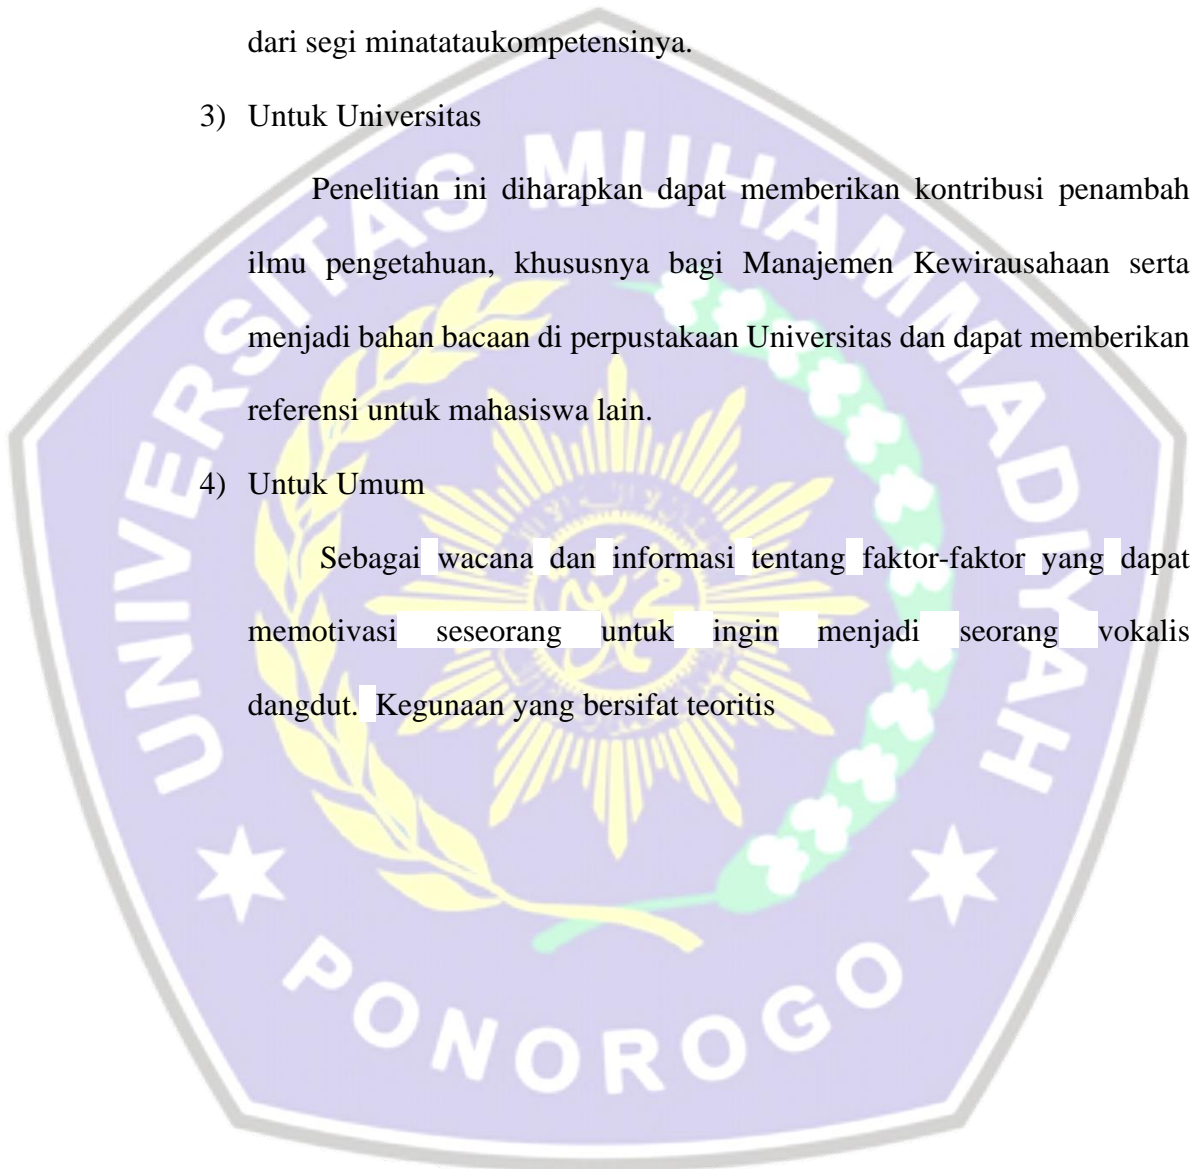 dari segi minatataukompetensinya.
3) Untuk Universitas
Penelitian ini diharapkan dapat memberikan kontribusi penambah
ilmu pengetahuan, khususnya bagi Manajemen Kewirausahaan serta
menjadi bahan bacaan di perpustakaan Universitas dan dapat memberikan
referensi untuk mahasiswa lain.
4) Untuk Umum
Sebagai wacana dan informasi tentang faktor-faktor yang dapat
memotivasi seseorang untuk ingin menjadi seorang vokalis
dangdut. Kegunaan yang bersifat teoritis
UNIVERSITAS MUHAMMADIYAH
PONOROGO